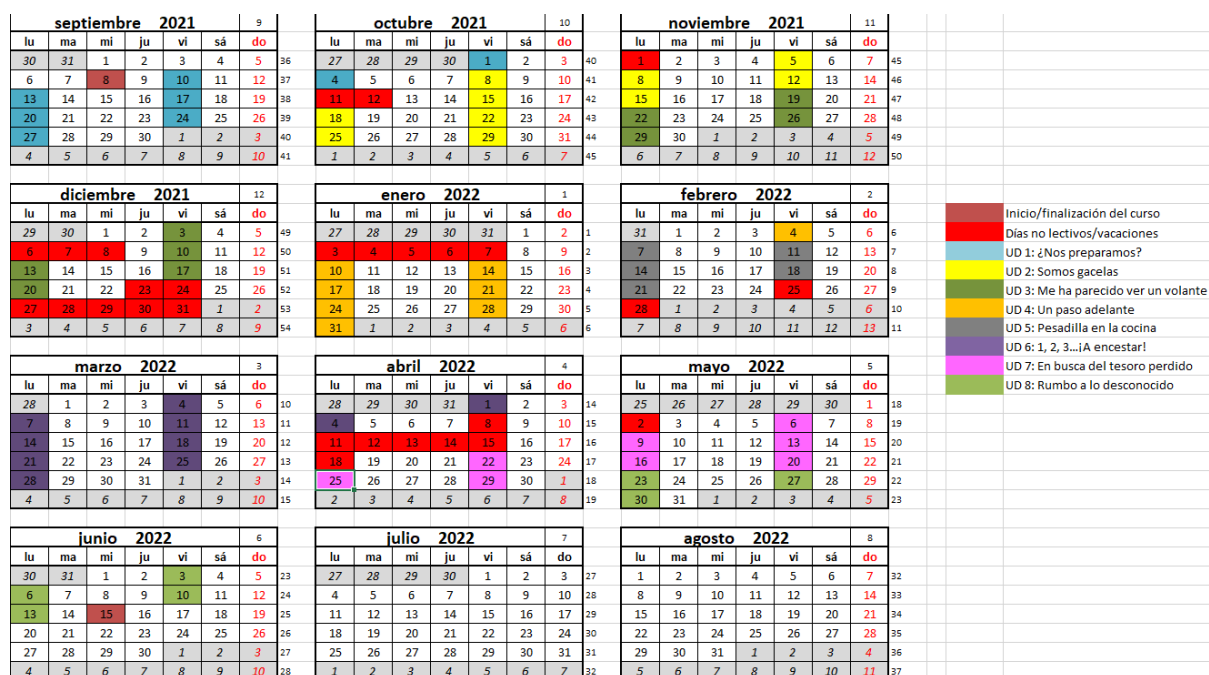 septiembre 2021 9 octubre 2021 10 noviembre 2021 11
lu ma mi ju vi sá do lu ma mi ju vi sá do lu ma mi ju vi sá do
30 31 1 2 3 4 5 36 27 28 29 30 1 2 3 40 1 2 3 4 5 6 7 45
6 7 8 9 10 11 12 37 4 5 6 7 8 9 10 41 8 9 10 11 12 13 14 46
13 14 15 16 17 18 19 38 11 12 13 14 15 16 17 42 15 16 17 18 19 20 21 47
20 21 22 23 24 25 26 39 18 19 20 21 22 23 24 43 22 23 24 25 26 27 28 48
27 28 29 30 1 2 3 40 25 26 27 28 29 30 31 44 29 30 1 2 3 4 5 49
4 5 6 7 8 9 10 41 1 2 3 4 5 6 7 45 6 7 8 9 10 11 12 50
diciembre 2021 12 enero 2022 1 febrero 2022 2
lu ma mi ju vi sá do lu ma mi ju vi sá do lu ma mi ju vi sá do
29 30 1 2 3 4 5 49 27 28 29 30 31 1 2 1 31 1 2 3 4 5 6 6
6 7 8 9 10 11 12 50 3 4 5 6 7 8 9 2 7 8 9 10 11 12 13 7
13 14 15 16 17 18 19 51 10 11 12 13 14 15 16 3 14 15 16 17 18 19 20 8
20 21 22 23 24 25 26 52 17 18 19 20 21 22 23 4 21 22 23 24 25 26 27 9
27 28 29 30 31 1 2 53 24 25 26 27 28 29 30 5 28 1 2 3 4 5 6 10
3 4 5 6 7 8 9 54 31 1 2 3 4 5 6 6 7 8 9 10 11 12 13 11
marzo 2022 3 abril 2022 4 mayo 2022 5
lu ma mi ju vi sá do lu ma mi ju vi sá do lu ma mi ju vi sá do
28 1 2 3 4 5 6 10 28 29 30 31 1 2 3 14 25 26 27 28 29 30 1 18
7 8 9 10 11 12 13 11 4 5 6 7 8 9 10 15 2 3 4 5 6 7 8 19
14 15 16 17 18 19 20 12 11 12 13 14 15 16 17 16 9 10 11 12 13 14 15 20
21 22 23 24 25 26 27 13 18 19 20 21 22 23 24 17 16 17 18 19 20 21 22 21
28 29 30 31 1 2 3 14 25 26 27 28 29 30 1 18 23 24 25 26 27 28 29 22
4 5 6 7 8 9 10 15 2 3 4 5 6 7 8 19 30 31 1 2 3 4 5 23
junio 2022 6 julio 2022 7 agosto 2022 8
lu ma mi ju vi sá do lu ma mi ju vi sá do lu ma mi ju vi sá do
30 31 1 2 3 4 5 23 27 28 29 30 1 2 3 27 1 2 3 4 5 6 7 32
6 7 8 9 10 11 12 24 4 5 6 7 8 9 10 28 8 9 10 11 12 13 14 33
13 14 15 16 17 18 19 25 11 12 13 14 15 16 17 29 15 16 17 18 19 20 21 34
20 21 22 23 24 25 26 26 18 19 20 21 22 23 24 30 22 23 24 25 26 27 28 35
27 28 29 30 1 2 3 27 25 26 27 28 29 30 31 31 29 30 31 1 2 3 4 36
4 5 6 7 8 9 10 28 1 2 3 4 5 6 7 32 5 6 7 8 9 10 11 37
Inicio/finalización del curso
Días no lectivos/vacaciones
UD 1: ¿Nos preparamos?
UD 2: Somos gacelas
UD 3: Me ha parecido ver un volante
UD 4: Un paso adelante
UD 5: Pesadilla en la cocina
UD 6: 1, 2, 3...¡A encestar!
UD 7: En busca del tesoro perdido
UD 8: Rumbo a lo desconocido